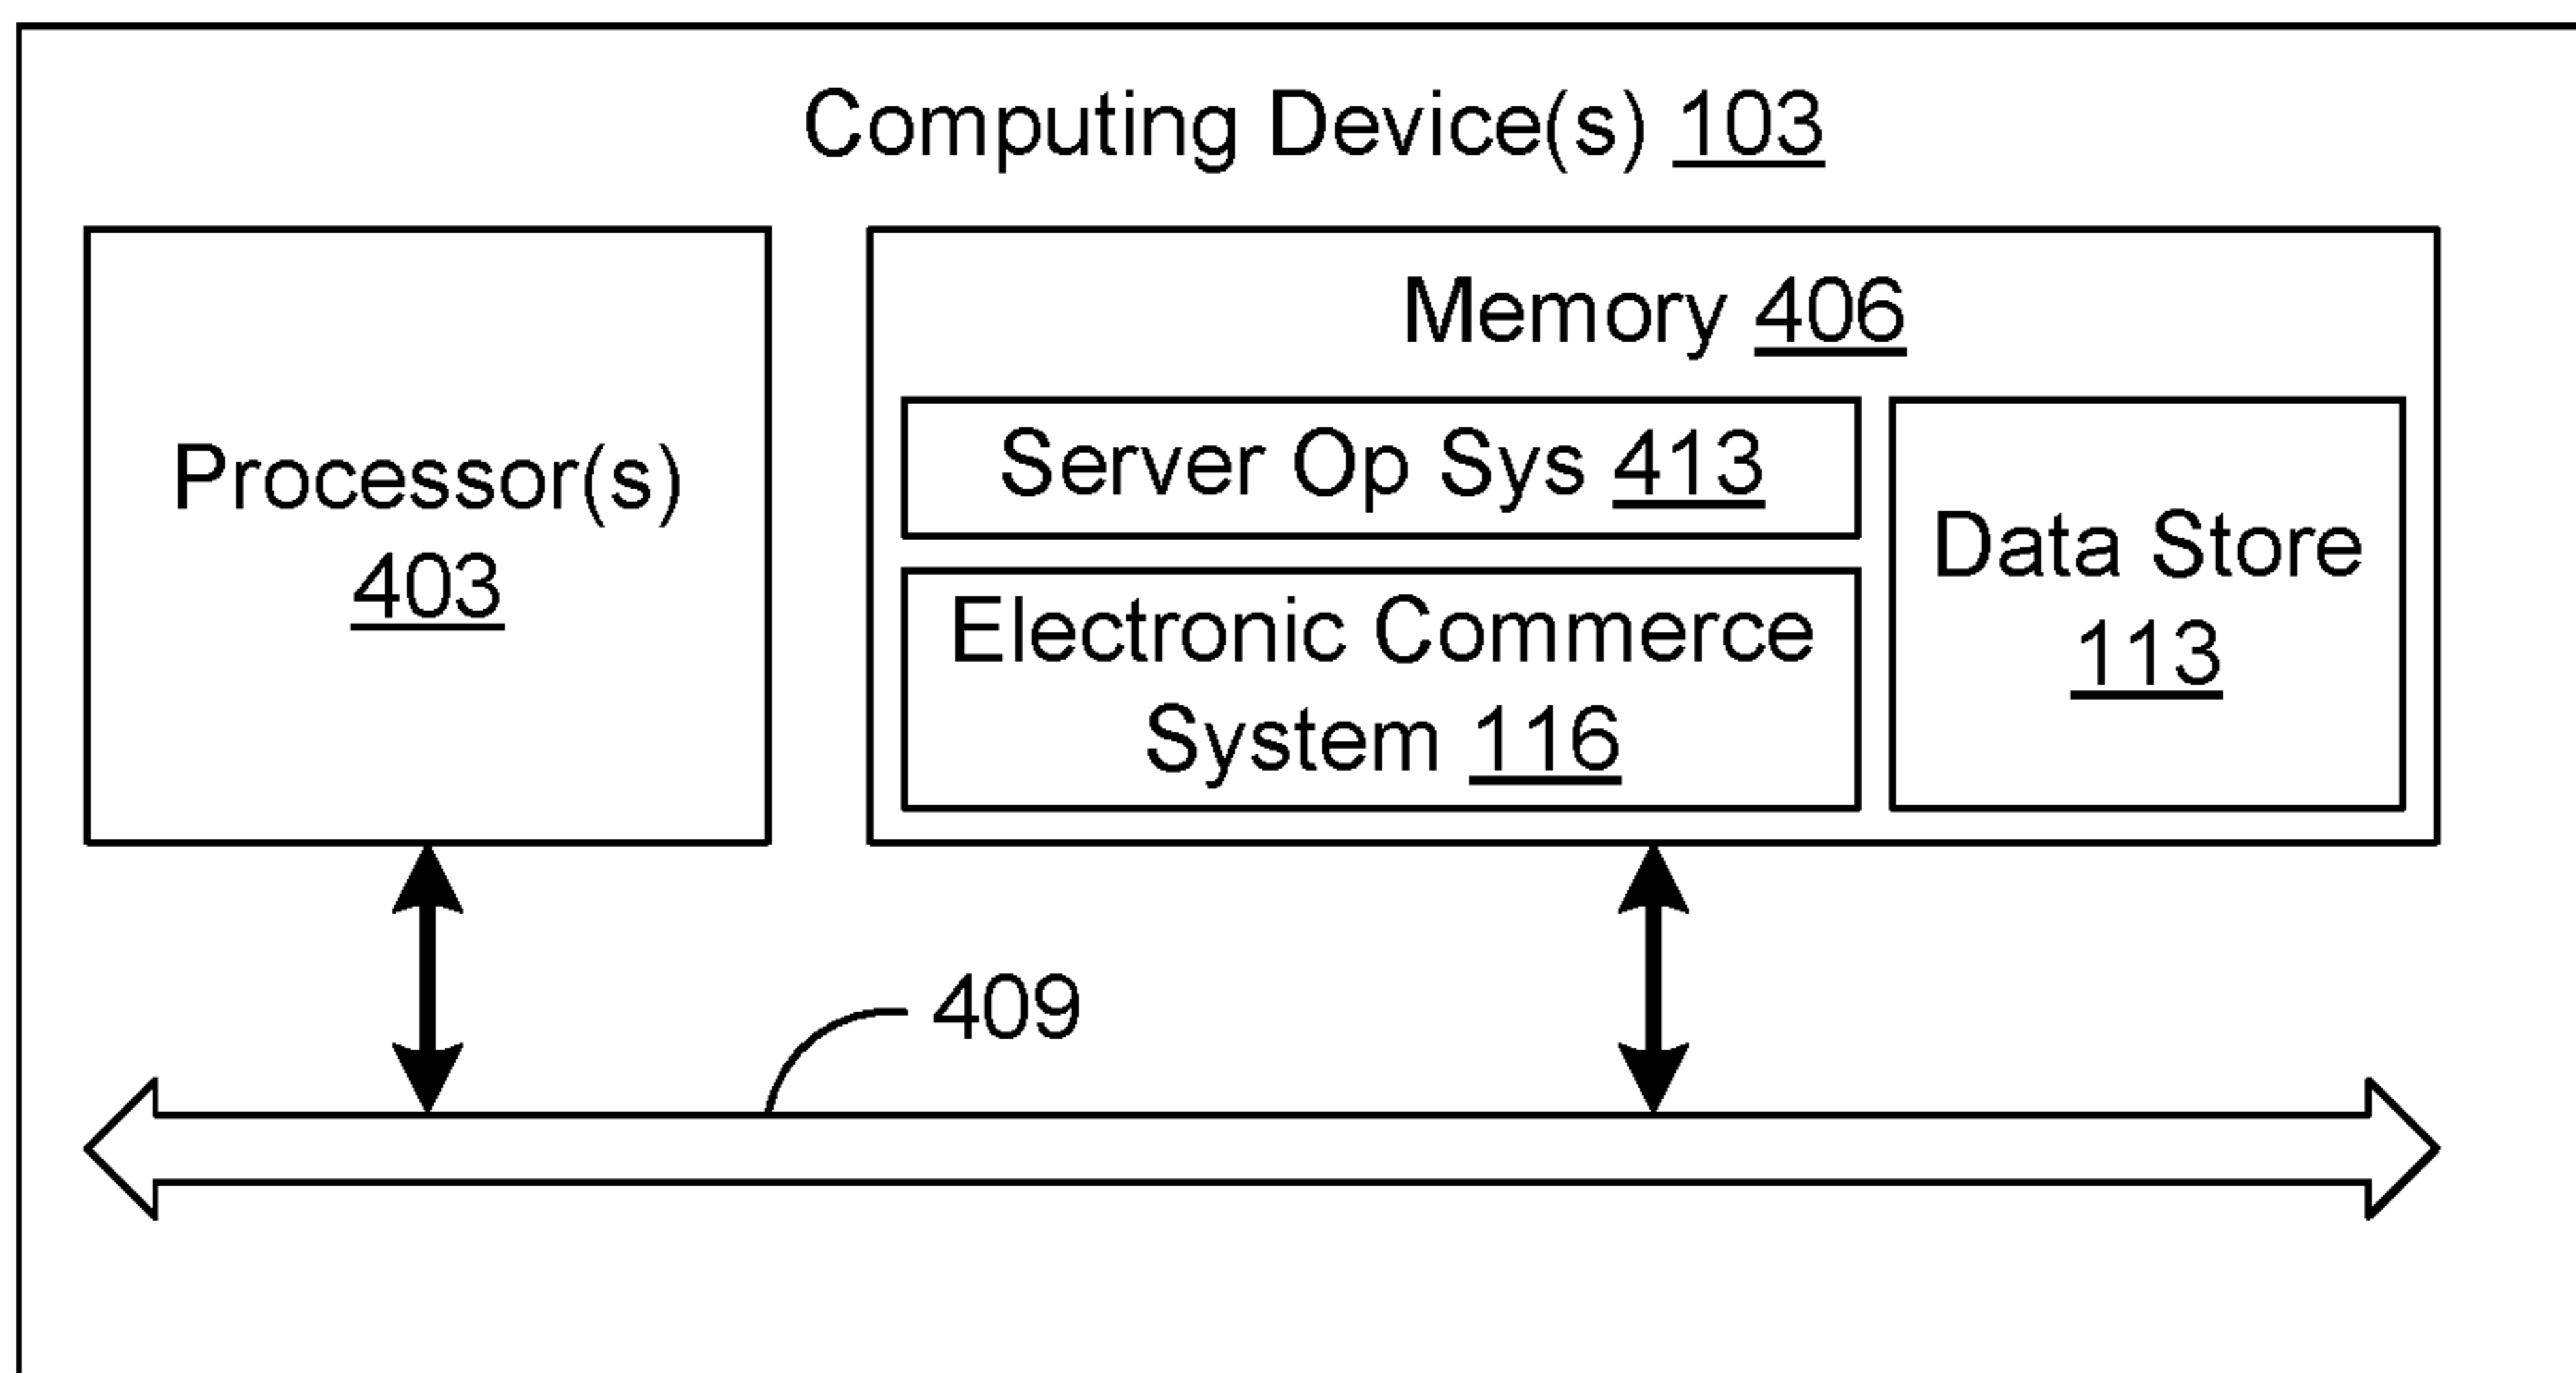 Computing Device(s) 103
Processor(s)
403
Memory 406
Server Op Sys 413
Electronic Commerce
System 116
Data Store
113
409